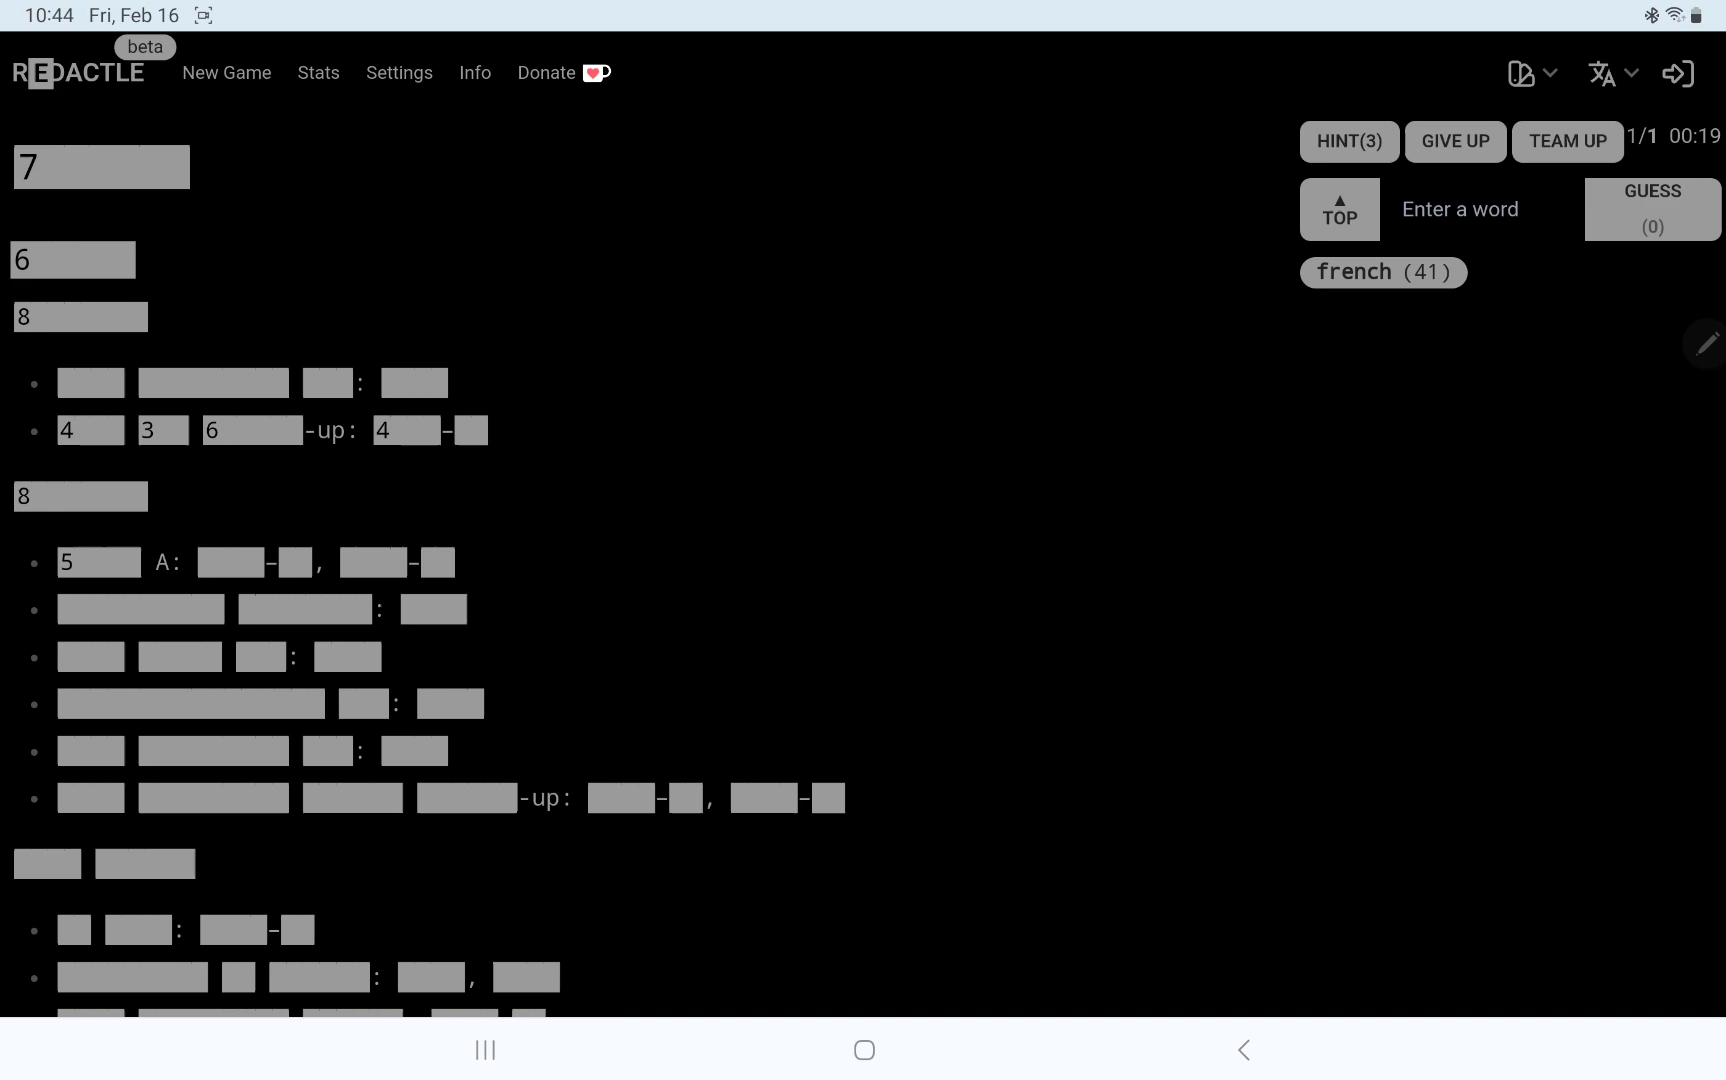 10:44 Fri, Feb 16
beta
REDACTLE New Game Stats Settings Info Donate
HINT(3) GIVE UP TEAM UP 1/1 00:19
7
▲
TOP Enter a word GUESS
(0)
6
french (41)
8
:
4 3 6 -up: 4 –
8
5 A: – , –
:
:
:
:
-up: – , –
: –
: ,